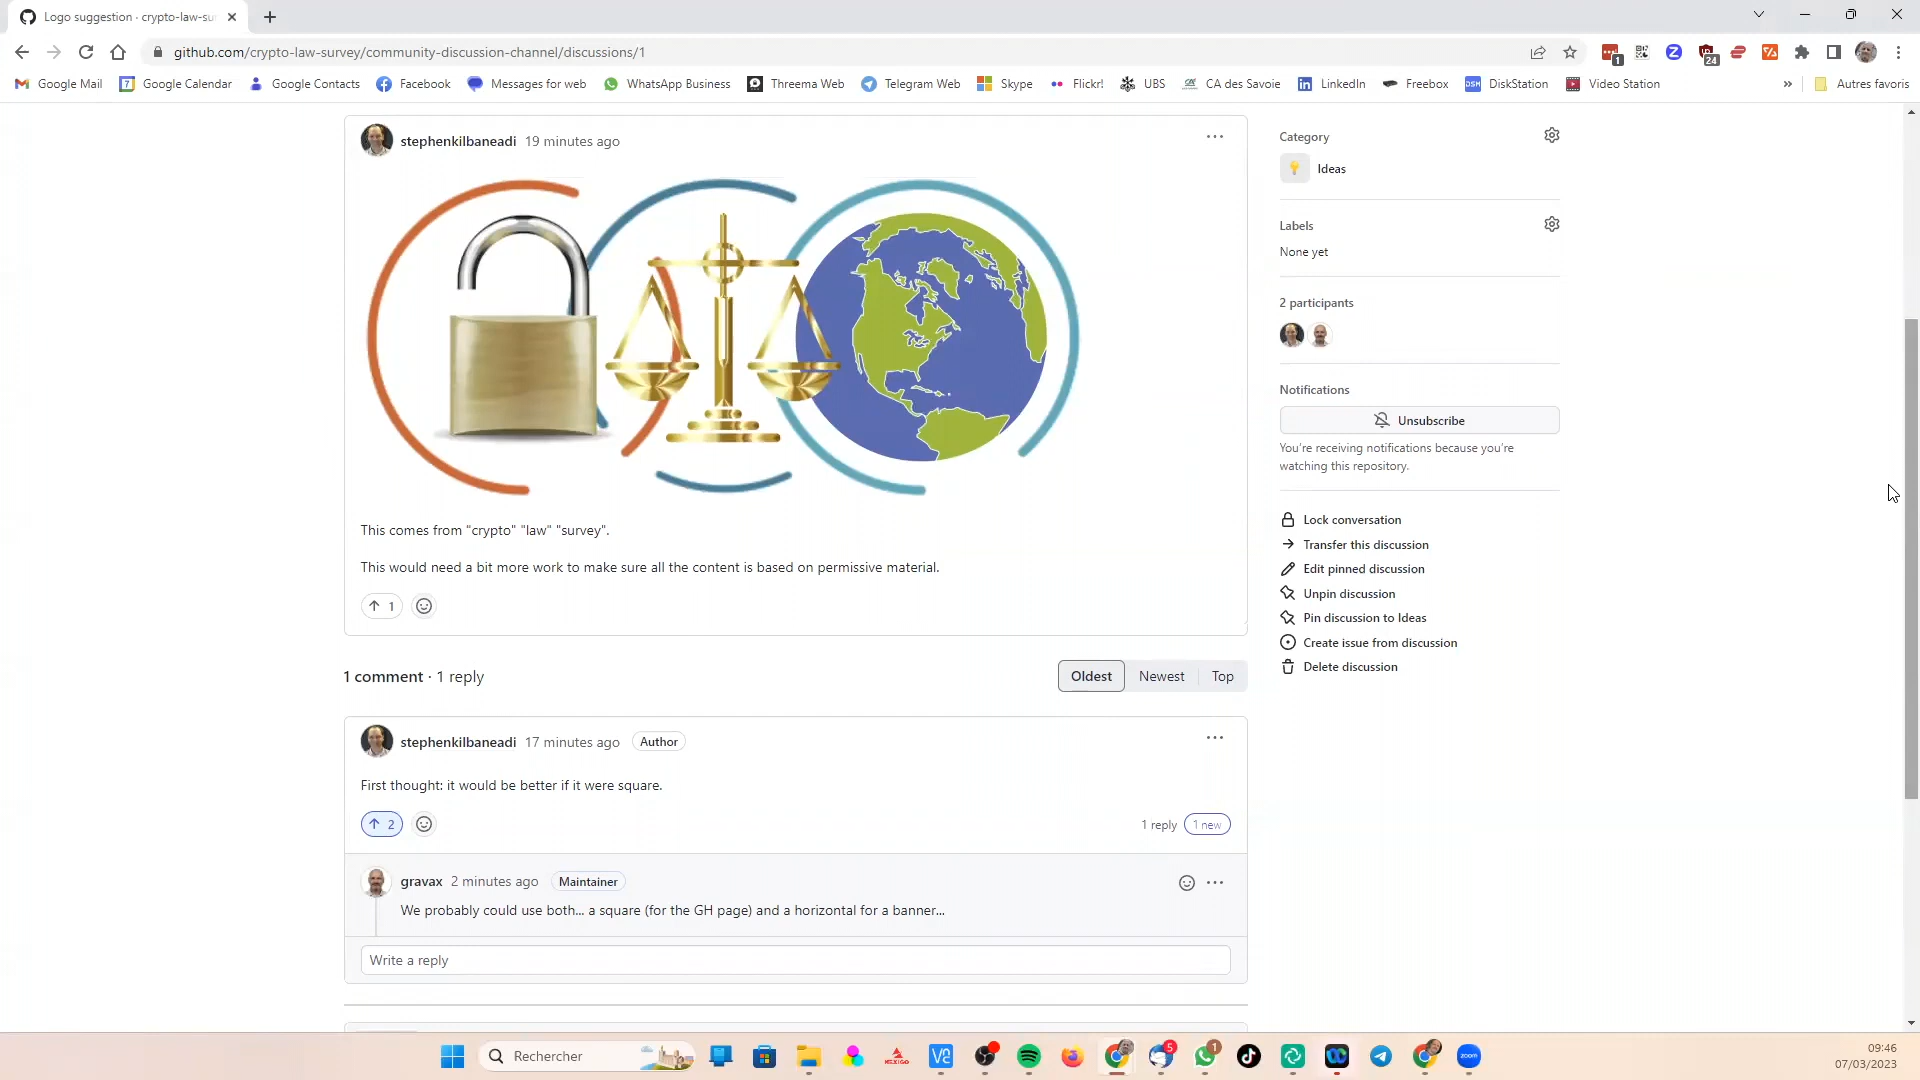 Logo suggestion · crypto-law-su
github.com/crypto-law-survey/community-discussion-channel/discussions/1
1
24
Google Mail
7
Google Calendar
Google Contacts
Facebook
Messages for web
WhatsApp Business
Threema Web
Telegram Web
Skype
Flickr!
UBS
CA des Savoie
LinkedIn
Freebox
DSM
DiskStation
Video Station
»
Autres favoris
stephenkilbaneadi 19 minutes ago
This comes from "crypto" "law" "survey".
This would need a bit more work to make sure all the content is based on permissive material.
↑ 1
1 comment · 1 reply
Oldest
Newest
Top
stephenkilbaneadi 17 minutes ago Author
First thought: it would be better if it were square.
↑ 2
1 reply
1 new
gravax 2 minutes ago Maintainer
We probably could use both... a square (for the GH page) and a horizontal for a banner...
Write a reply
Category
Ideas
Labels
None yet
2 participants
Notifications
Unsubscribe
You're receiving notifications because you're
watching this repository.
Lock conversation
Transfer this discussion
Edit pinned discussion
Unpin discussion
Pin discussion to Ideas
Create issue from discussion
Delete discussion
Rechercher
MEXIGO
5
1
zoom
09:46
07/03/2023